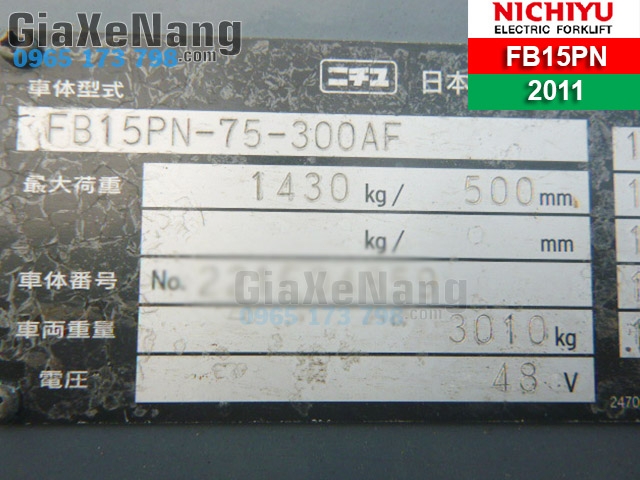 GiaXeNang
0965 173 798.com
NICHIYU
ELECTRIC FORKLIFT
FB15PN
2011
ニチユ 日本
車体型式
FB15PN-75-300AF
最大荷重 1430 kg/ 500 mm
kg/ mm
車体番号 No.
GiaXeNang
0965 173 798.com
車両重量 3010 kg
電圧 48 V
2470